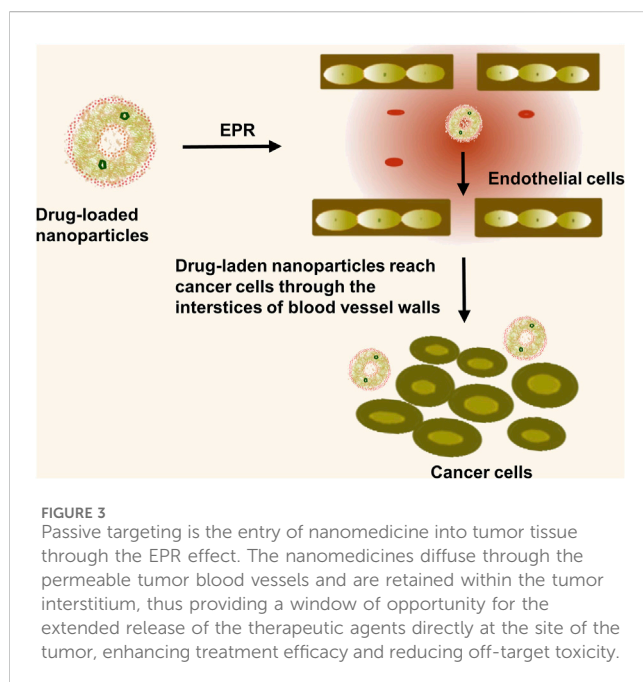 EPR
Drug-loaded
nanoparticles
Endothelial cells
Drug-laden nanoparticles reach
cancer cells through the
interstices of blood vessel walls
Cancer cells
FIGURE 3
Passive targeting is the entry of nanomedicine into tumor tissue
through the EPR effect. The nanomedicines diffuse through the
permeable tumor blood vessels and are retained within the tumor
interstitium, thus providing a window of opportunity for the
extended release of the therapeutic agents directly at the site of the
tumor, enhancing treatment efficacy and reducing off-target toxicity.